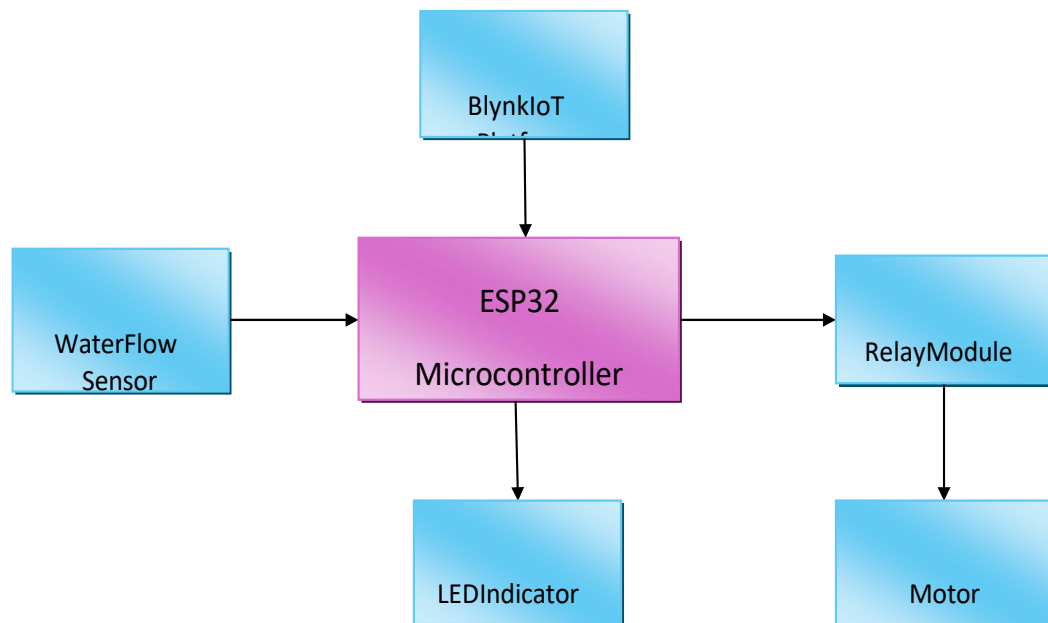 BlynkIoT
ESP32
Microcontroller
WaterFlow
Sensor
RelayModule
LEDIndicator
Motor